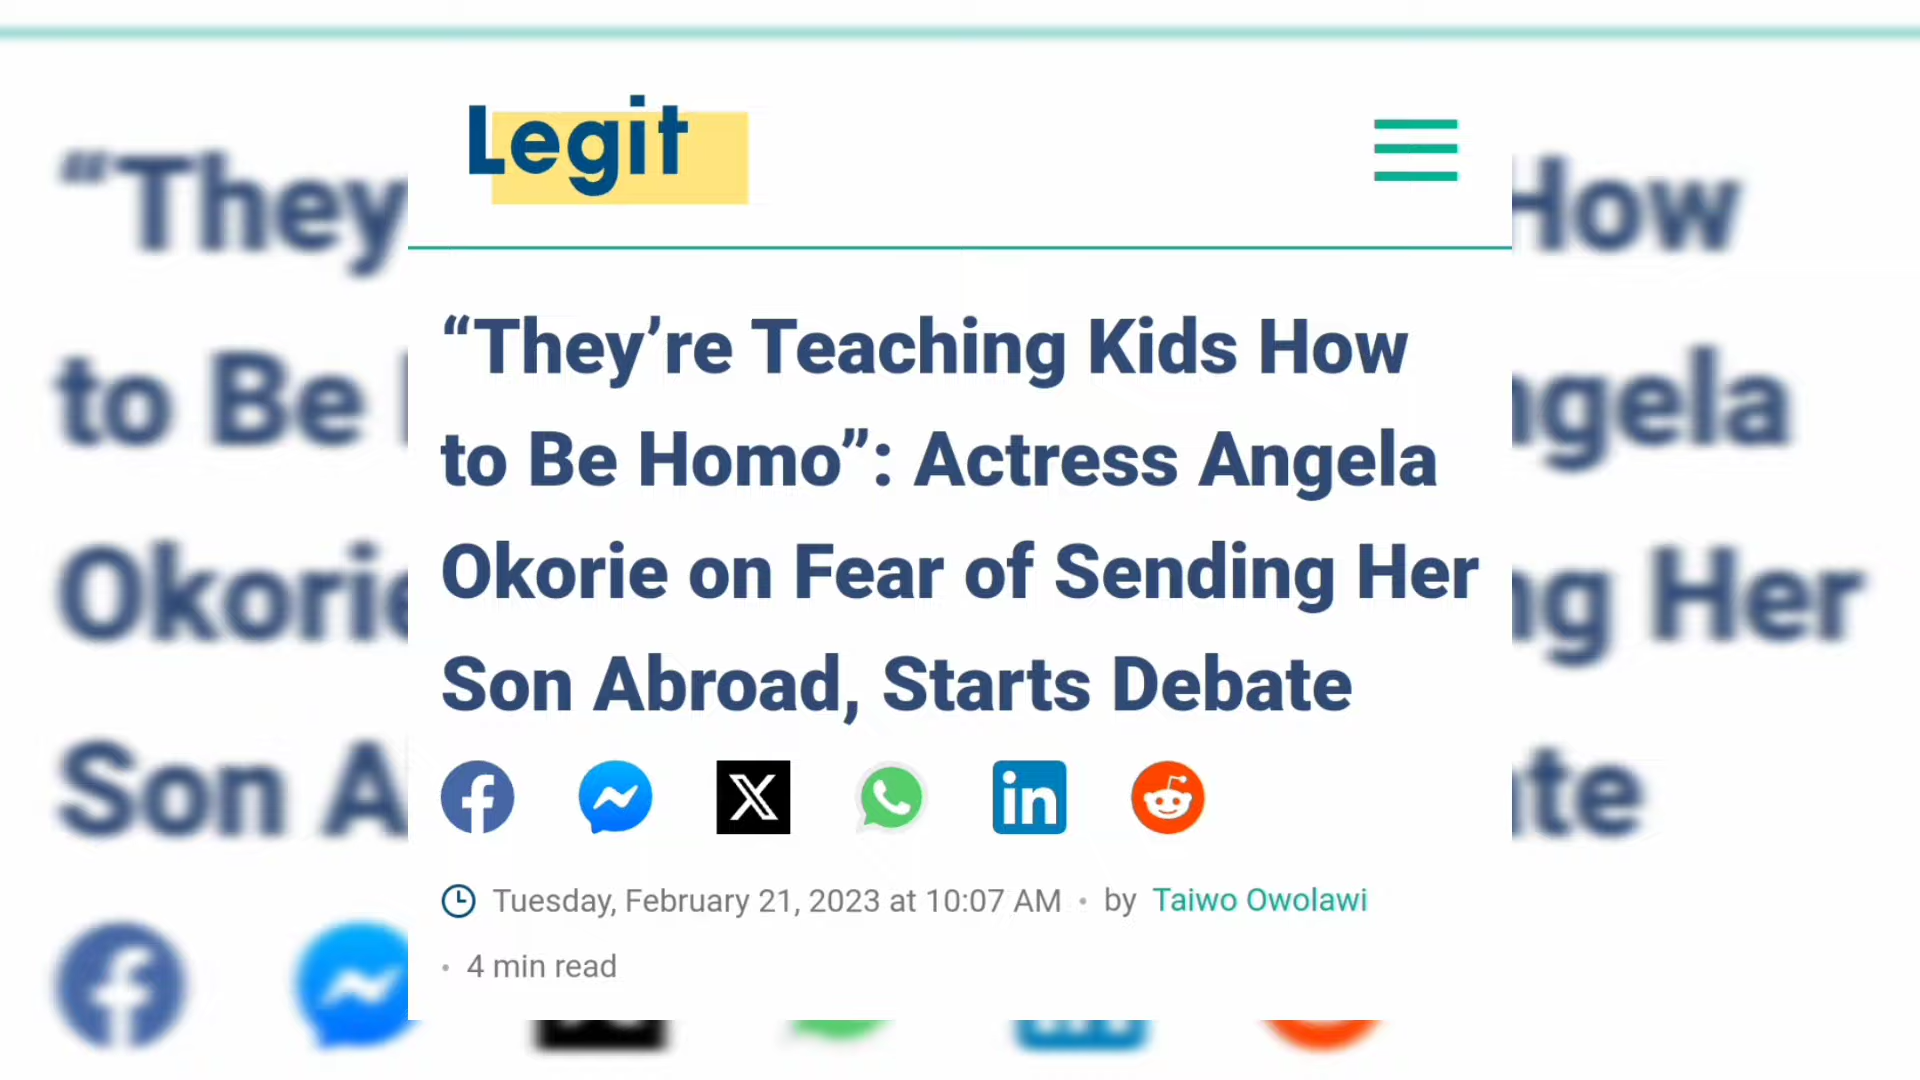 Legit
“They’re Teaching Kids How
to Be Homo”: Actress Angela
Okorie on Fear of Sending Her
Son Abroad, Starts Debate
Tuesday, February 21, 2023 at 10:07 AM • by Taiwo Owolawi
• 4 min read